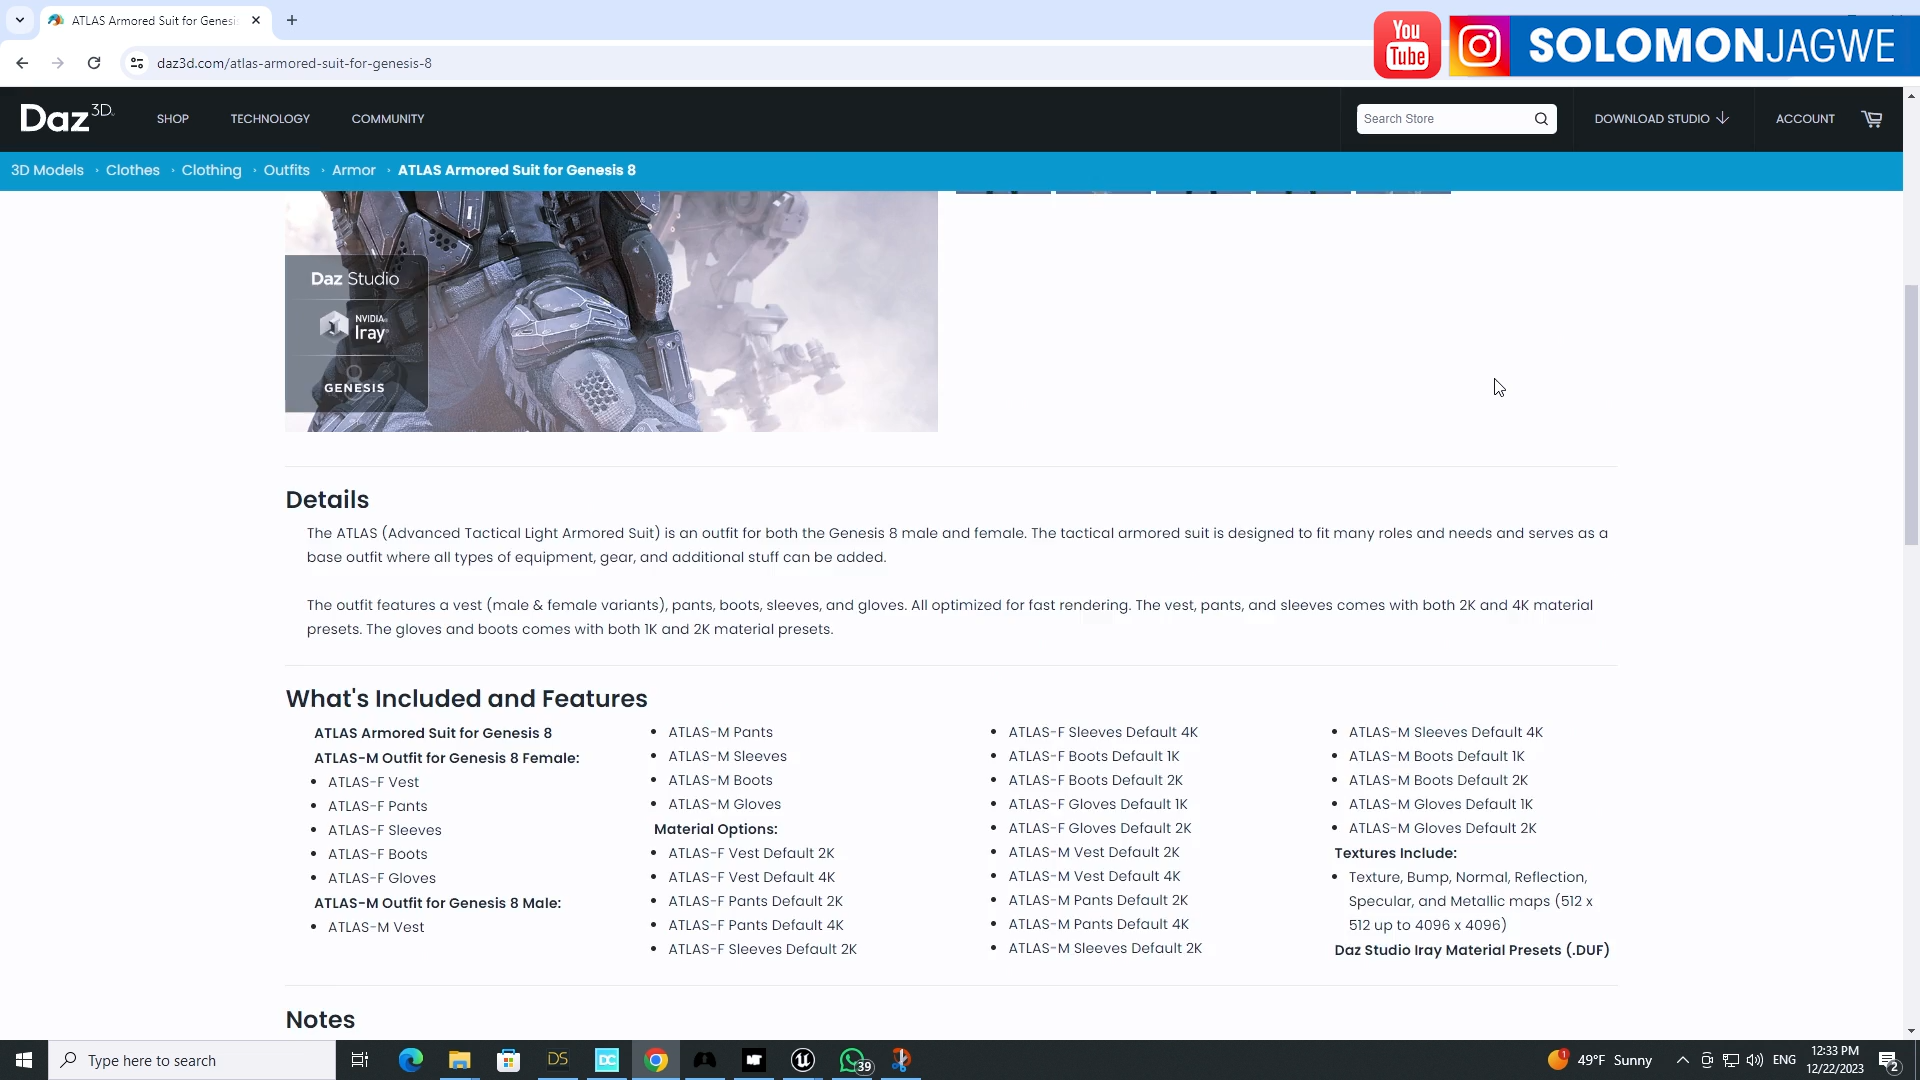 ATLAS Armored Suit for Genesi
You
Tube
SOLOMONJAGWE
daz3d.com/atlas-armored-suit-for-genesis-8
Daz 3D
SHOP
TECHNOLOGY
COMMUNITY
Search Store
DOWNLOAD STUDIO
ACCOUNT
3D Models › Clothes › Clothing › Outfits › Armor › ATLAS Armored Suit for Genesis 8
Daz Studio
NVIDIA
Iray
8
GENESIS
Details
The ATLAS (Advanced Tactical Light Armored Suit) is an outfit for both the Genesis 8 male and female. The tactical armored suit is designed to fit many roles and needs and serves as a
base outfit where all types of equipment, gear, and additional stuff can be added.
The outfit features a vest (male & female variants), pants, boots, sleeves, and gloves. All optimized for fast rendering. The vest, pants, and sleeves comes with both 2K and 4K material
presets. The gloves and boots comes with both 1K and 2K material presets.
What's Included and Features
ATLAS Armored Suit for Genesis 8
ATLAS-M Outfit for Genesis 8 Female:
• ATLAS-F Vest
• ATLAS-F Pants
• ATLAS-F Sleeves
• ATLAS-F Boots
• ATLAS-F Gloves
ATLAS-M Outfit for Genesis 8 Male:
• ATLAS-M Vest
• ATLAS-M Pants
• ATLAS-M Sleeves
• ATLAS-M Boots
• ATLAS-M Gloves
Material Options:
• ATLAS-F Vest Default 2K
• ATLAS-F Vest Default 4K
• ATLAS-F Pants Default 2K
• ATLAS-F Pants Default 4K
• ATLAS-F Sleeves Default 2K
• ATLAS-F Sleeves Default 4K
• ATLAS-F Boots Default 1K
• ATLAS-F Boots Default 2K
• ATLAS-F Gloves Default 1K
• ATLAS-F Gloves Default 2K
• ATLAS-M Vest Default 2K
• ATLAS-M Vest Default 4K
• ATLAS-M Pants Default 2K
• ATLAS-M Pants Default 4K
• ATLAS-M Sleeves Default 2K
• ATLAS-M Sleeves Default 4K
• ATLAS-M Boots Default 1K
• ATLAS-M Boots Default 2K
• ATLAS-M Gloves Default 1K
• ATLAS-M Gloves Default 2K
Textures Include:
• Texture, Bump, Normal, Reflection,
Specular, and Metallic maps (512 x
512 up to 4096 x 4096)
Daz Studio Iray Material Presets (.DUF)
Notes
Type here to search
DS
DC
39
1
49°F Sunny
ENG
12:33 PM
12/22/2023
2